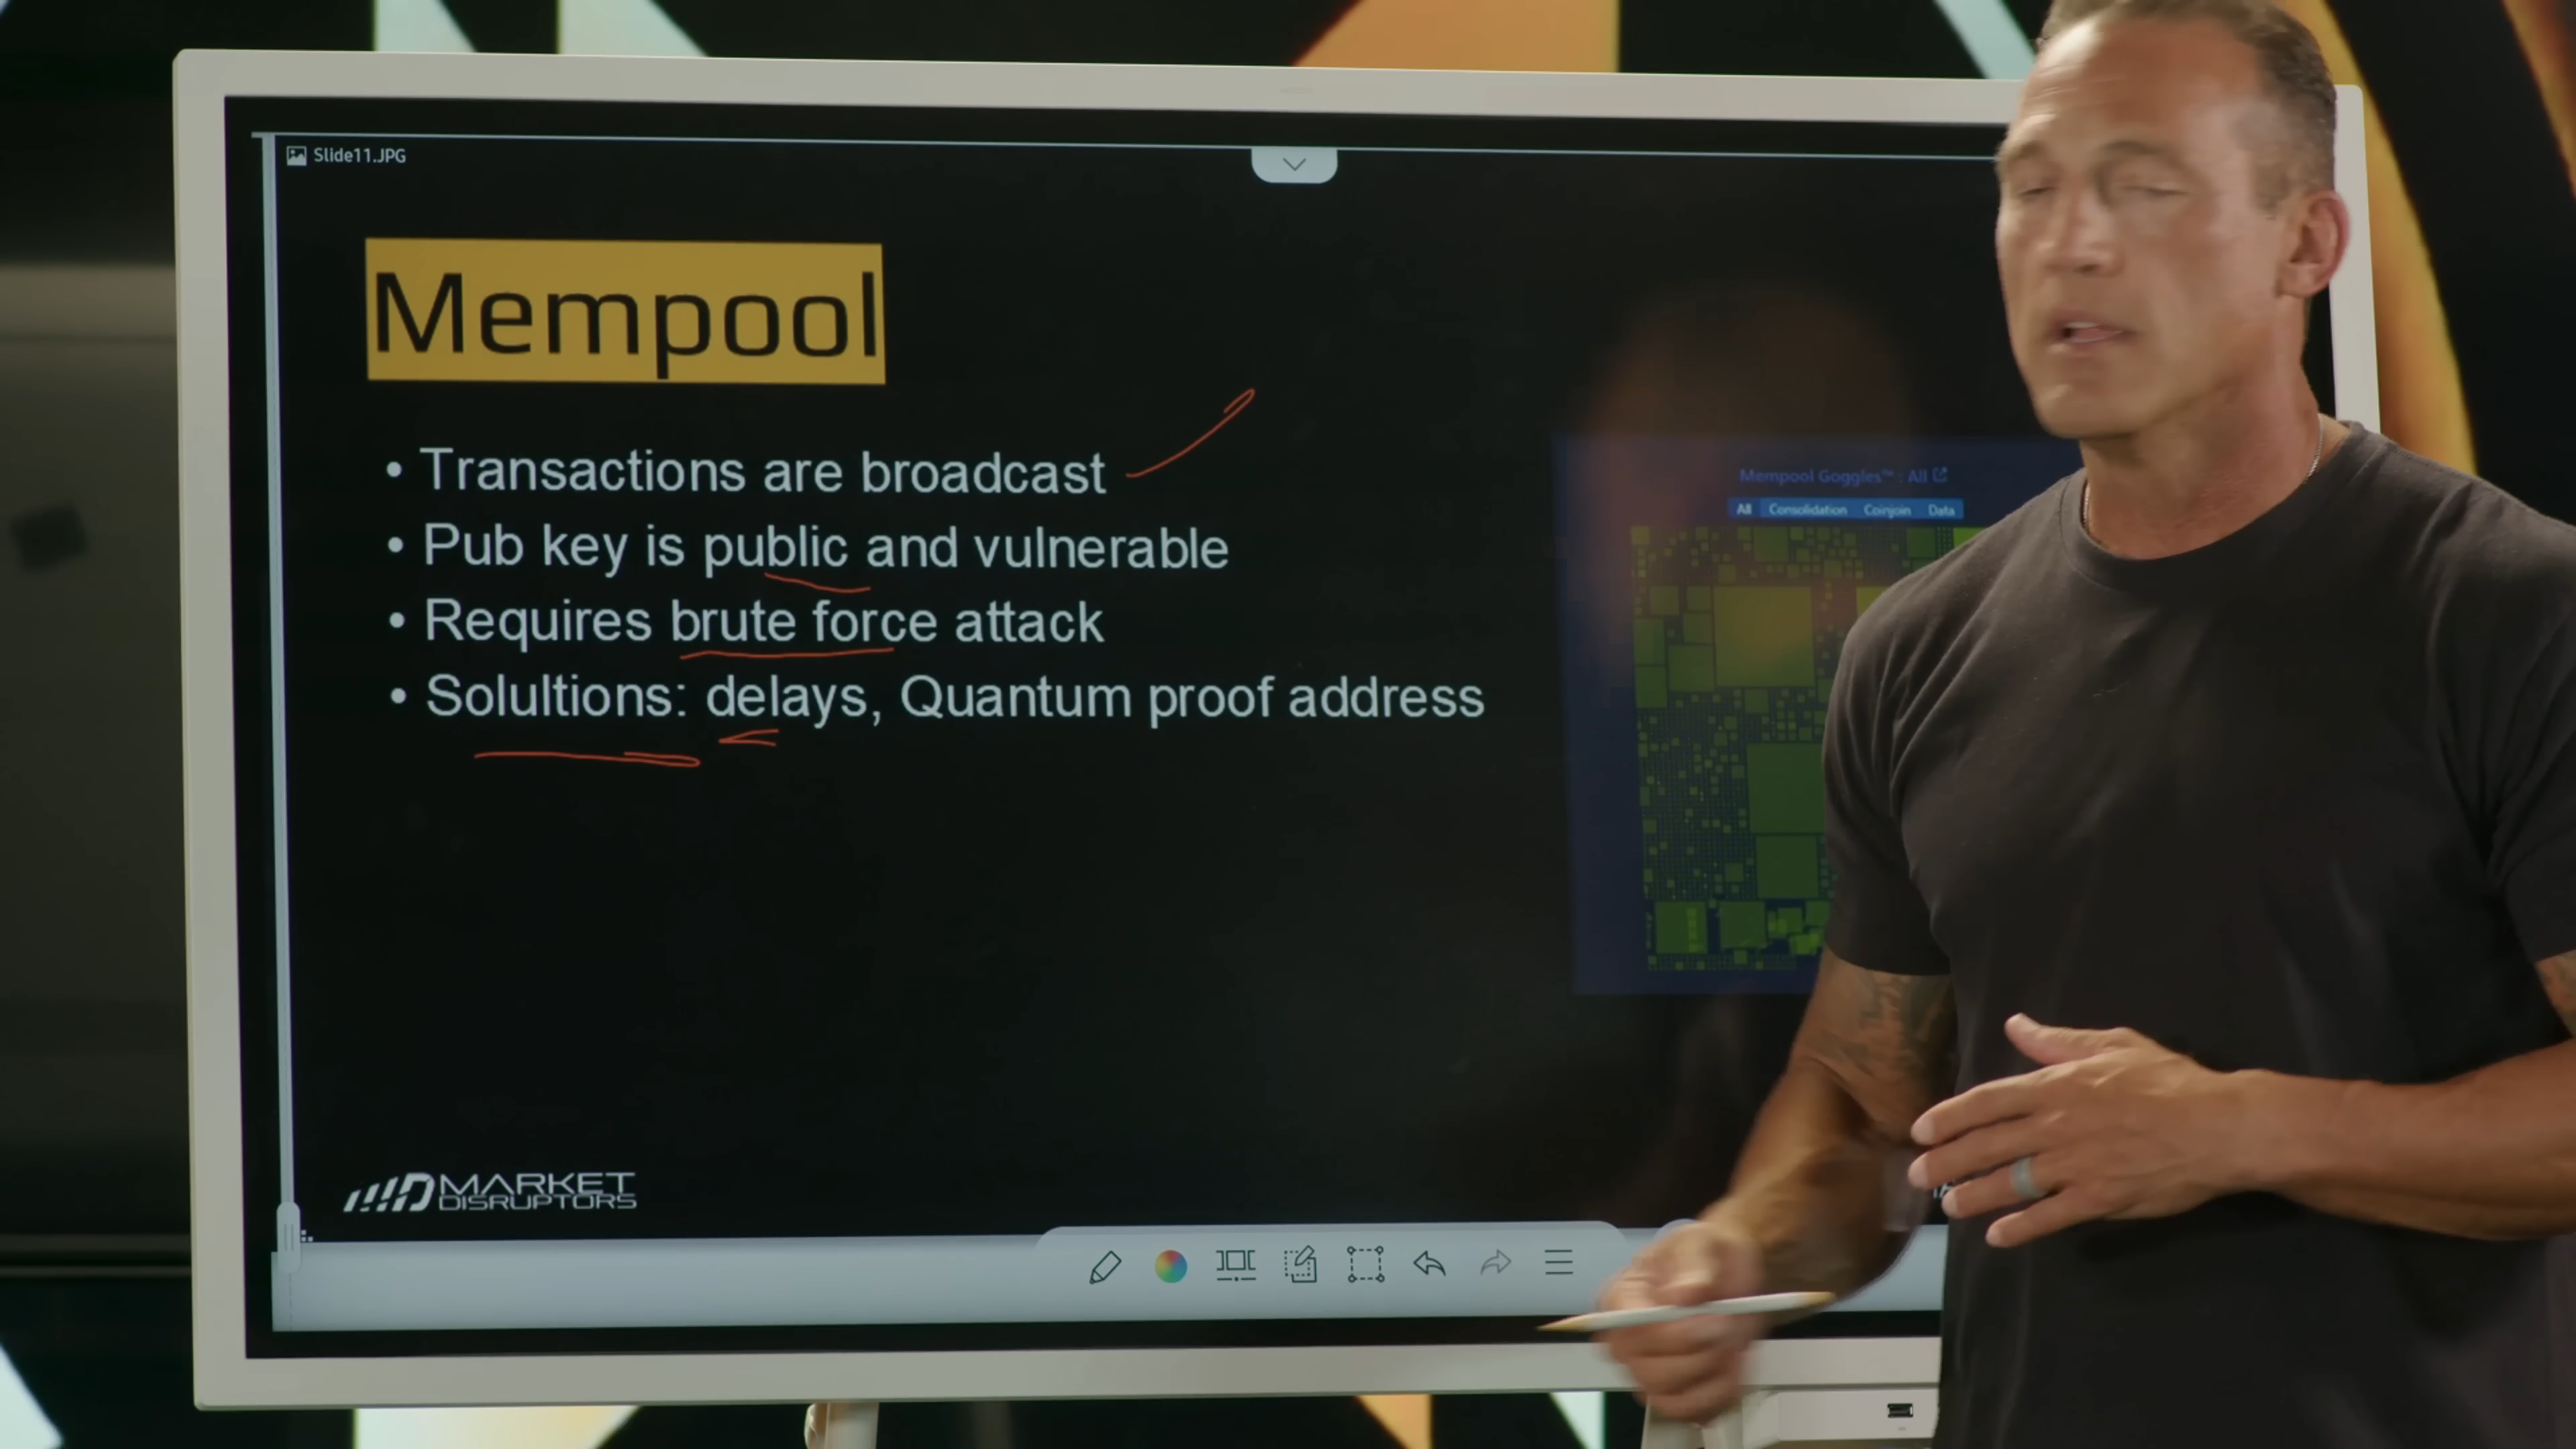 Slide11.JPG
Mempool
• Transactions are broadcast
• Pub key is public and vulnerable
• Requires brute force attack
• Solultions: delays, Quantum proof address
Mempool Goggles™ : All
All Consolidation Coinjoin Data
MARKET
DISRUPTORS